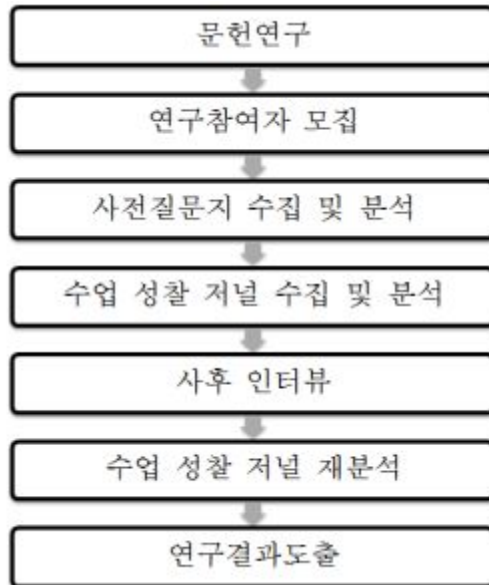 문헌연구
연구참여자 모집
사전질문지 수집 및 분석
수업 성찰 저널 수집 및 분석
사후 인터뷰
수업 성찰 저널 재분석
연구결과도출